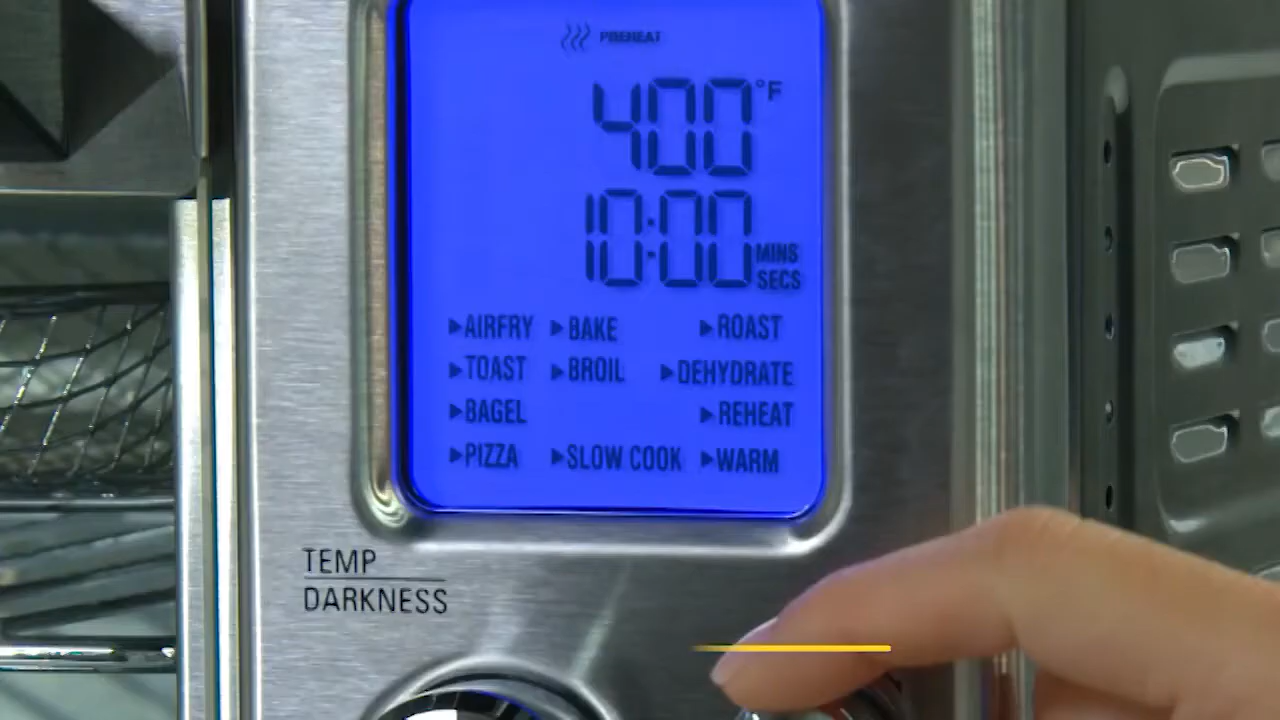 PREHEAT
400°F
10:00 MINS SECS
▶AIRFRY ▶BAKE ▶ROAST
▶TOAST ▶BROIL ▶DEHYDRATE
▶BAGEL ▶REHEAT
▶PIZZA ▶SLOW COOK ▶WARM
TEMP
DARKNESS